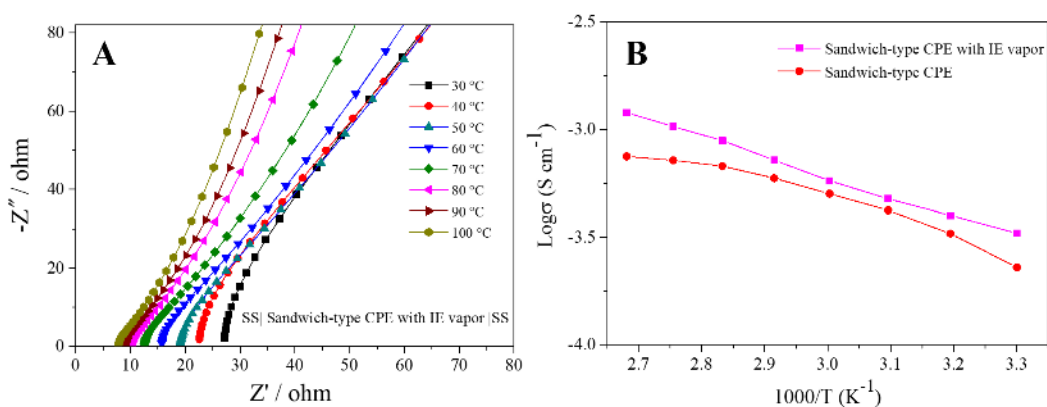 A
80
60
40
20
0
-Z″ / ohm
30 °C
40 °C
50 °C
60 °C
70 °C
80 °C
90 °C
100 °C
SS| Sandwich-type CPE with IE vapor |SS
0 10 20 30 40 50 60 70 80
Z' / ohm
B
-2.5
-3.0
-3.5
-4.0
Logσ (S cm⁻¹)
Sandwich-type CPE with IE vapor
Sandwich-type CPE
2.7 2.8 2.9 3.0 3.1 3.2 3.3
1000/T (K⁻¹)